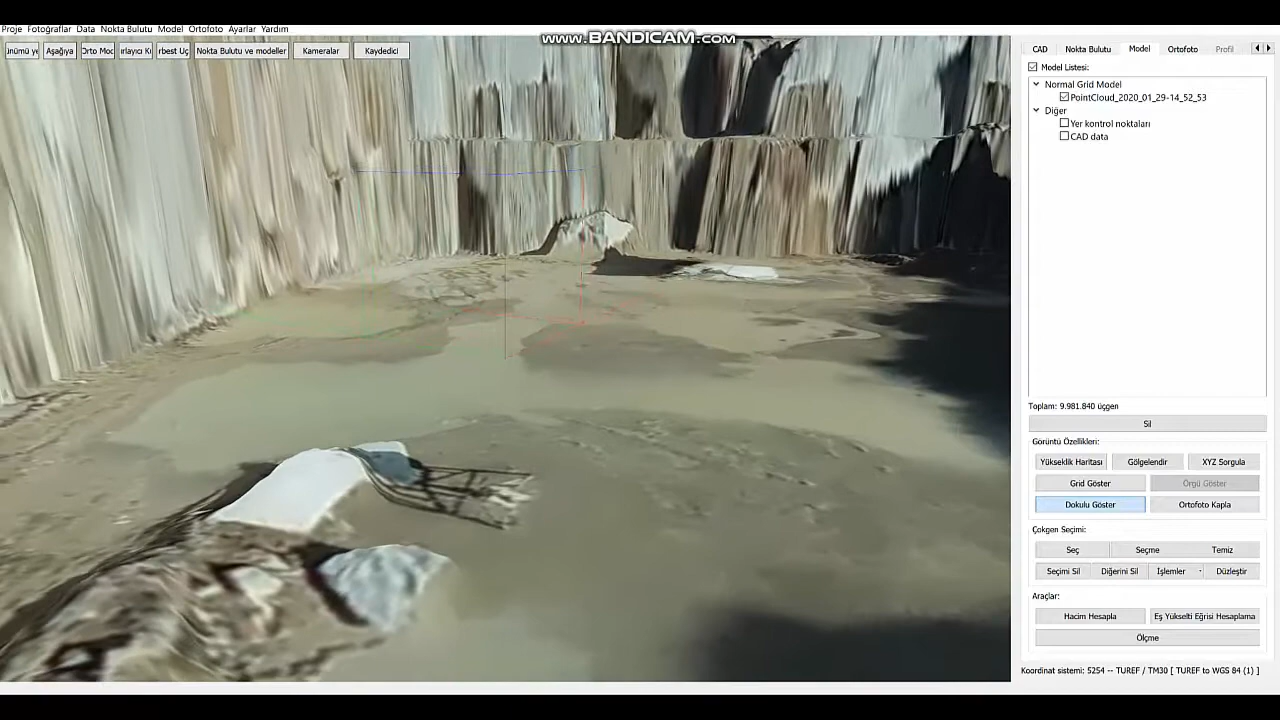 Proje Fotoğraflar Data Nokta Bulutu Model Ortofoto Ayarlar Yardım
www.BANDICAM.com
Aşağıya Nokta Bulutu ve modeller Kameralar Kaydedici
CAD Nokta Bulutu Model Ortofoto Profil
Model Listesi:
Normal Grid Model
PointCloud_2020_01_29-14_52_53
Diğer
Yer kontrol noktaları
CAD data
Toplam: 9.981.840 üçgen
Sil
Görüntü Özellikleri:
Yükseklik Haritası Gölgelendir XYZ Sorgula
Grid Göster Örgü Göster
Dokulu Göster Ortofoto Kapla
Çokgen Seçimi:
Seç Seçme Temiz
Seçimi Sil Diğerini Sil İşlemler Düzleştir
Araçlar:
Hacim Hesapla Eş Yükselti Eğrisi Hesaplama
Ölçme
Koordinat sistemi: 5254 -- TUREF / TM30 [ TUREF to WGS 84 (1) ]